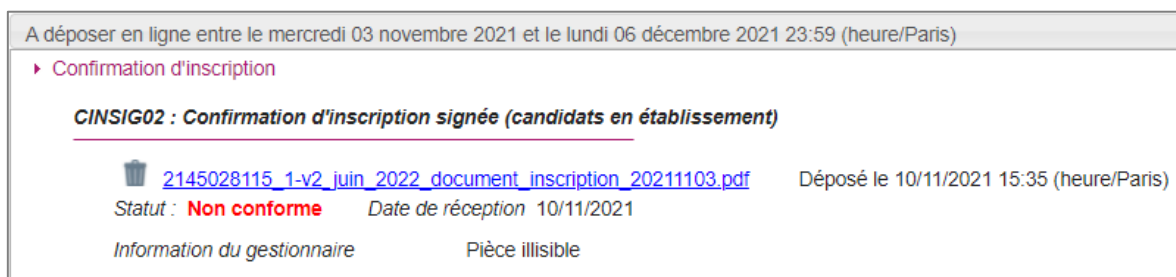 A déposer en ligne entre le mercredi 03 novembre 2021 et le lundi 06 décembre 2021 23:59 (heure/Paris)
Confirmation d'inscription
CINSIG02 : Confirmation d'inscription signée (candidats en établissement)
2145028115_1-v2_juin_2022_document_inscription_20211103.pdf Déposé le 10/11/2021 15:35 (heure/Paris)
Statut : Non conforme Date de réception 10/11/2021
Information du gestionnaire Pièce illisible